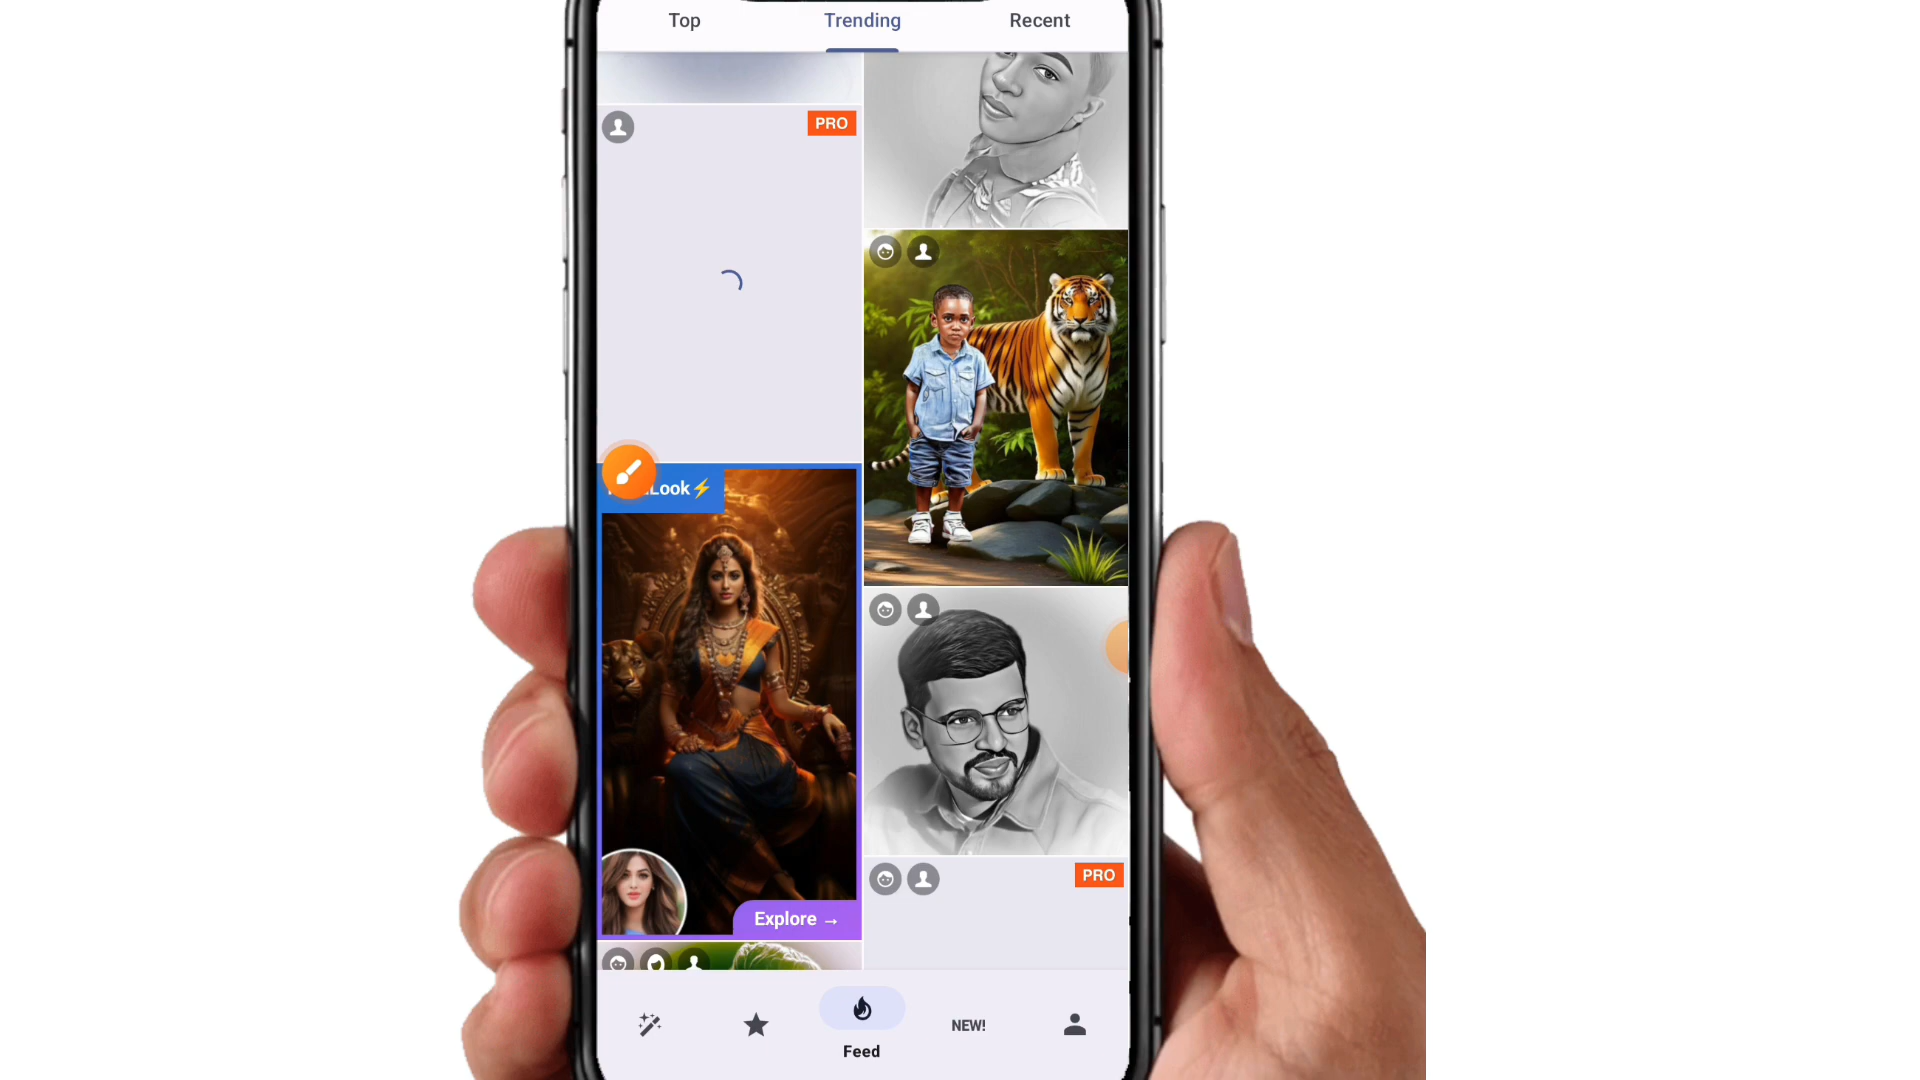 Top
Trending
Recent
PRO
Look⚡
Explore →
PRO
NEW!
Feed